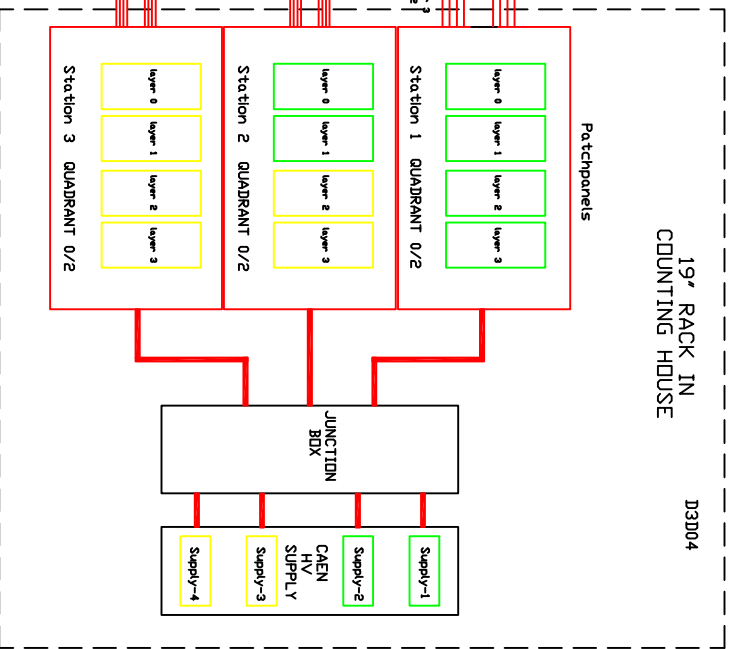 19" RACK IN
COUNTING HOUSE
D3D04
Patchpanels
Station 1 QUADRANT 0/2
layer 0
layer 1
layer 2
layer 3
Station 2 QUADRANT 0/2
layer 0
layer 1
layer 2
layer 3
Station 3 QUADRANT 0/2
layer 0
layer 1
layer 2
layer 3
JUNCTION
BOX
CAEN
HV
SUPPLY
Supply-1
Supply-2
Supply-3
Supply-4